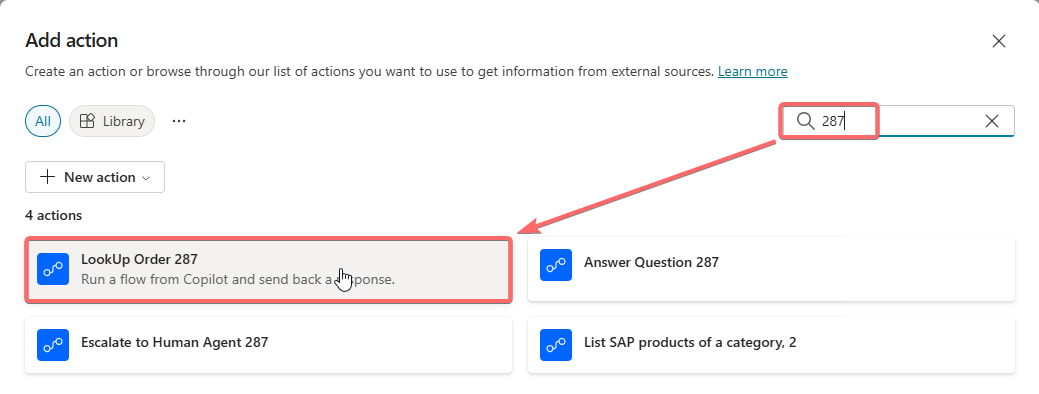 Add action
Create an action or browse through our list of actions you want to use to get information from external sources. Learn more
All
Library
287
New action
4 actions
LookUp Order 287
Run a flow from Copilot and send back a response.
Answer Question 287
Escalate to Human Agent 287
List SAP products of a category, 2